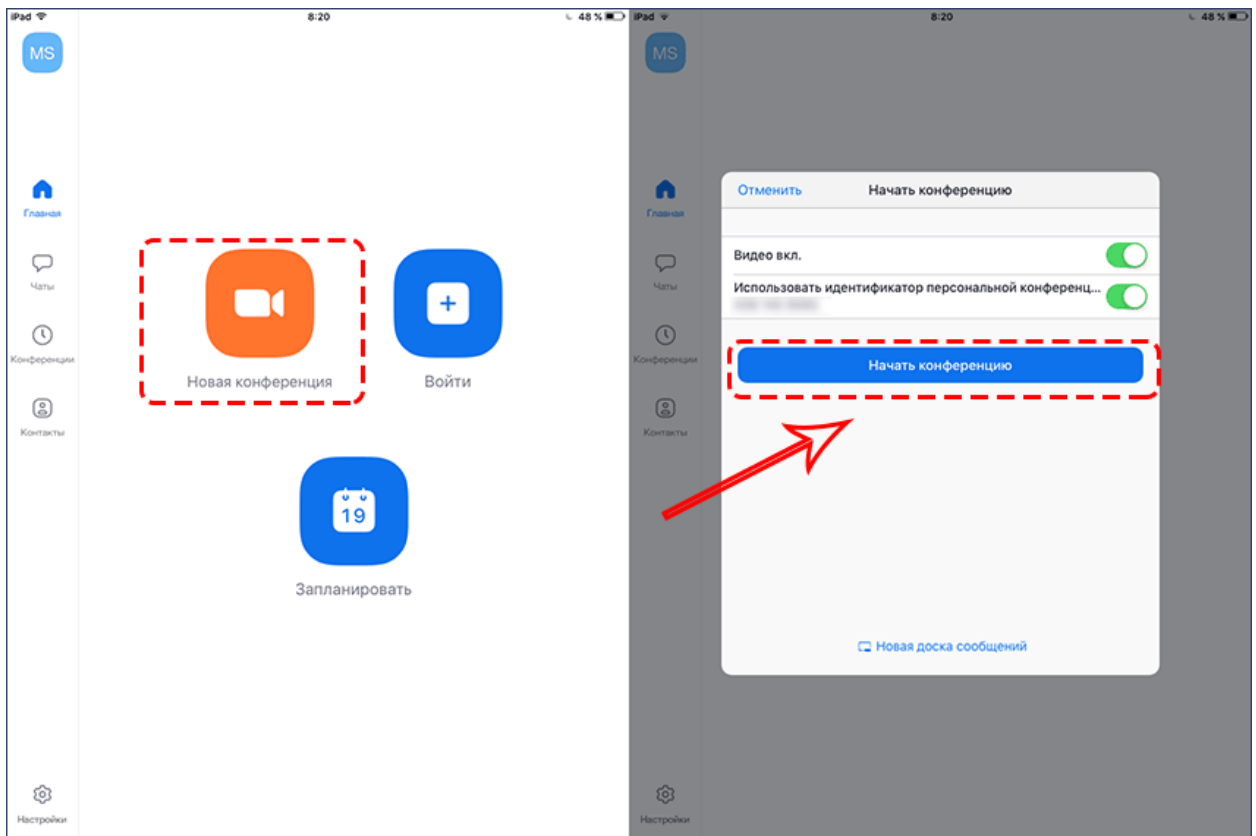 iPad 8:20 48 %
MS
Главная
Чаты
Конференции
Контакты
Новая конференция
Войти
19
Запланировать
Настройки
iPad 8:20 48 %
MS
Главная
Чаты
Конференции
Контакты
Отменить Начать конференцию
Видео вкл.
Использовать идентификатор персональной конференц...
Начать конференцию
Новая доска сообщений
Настройки